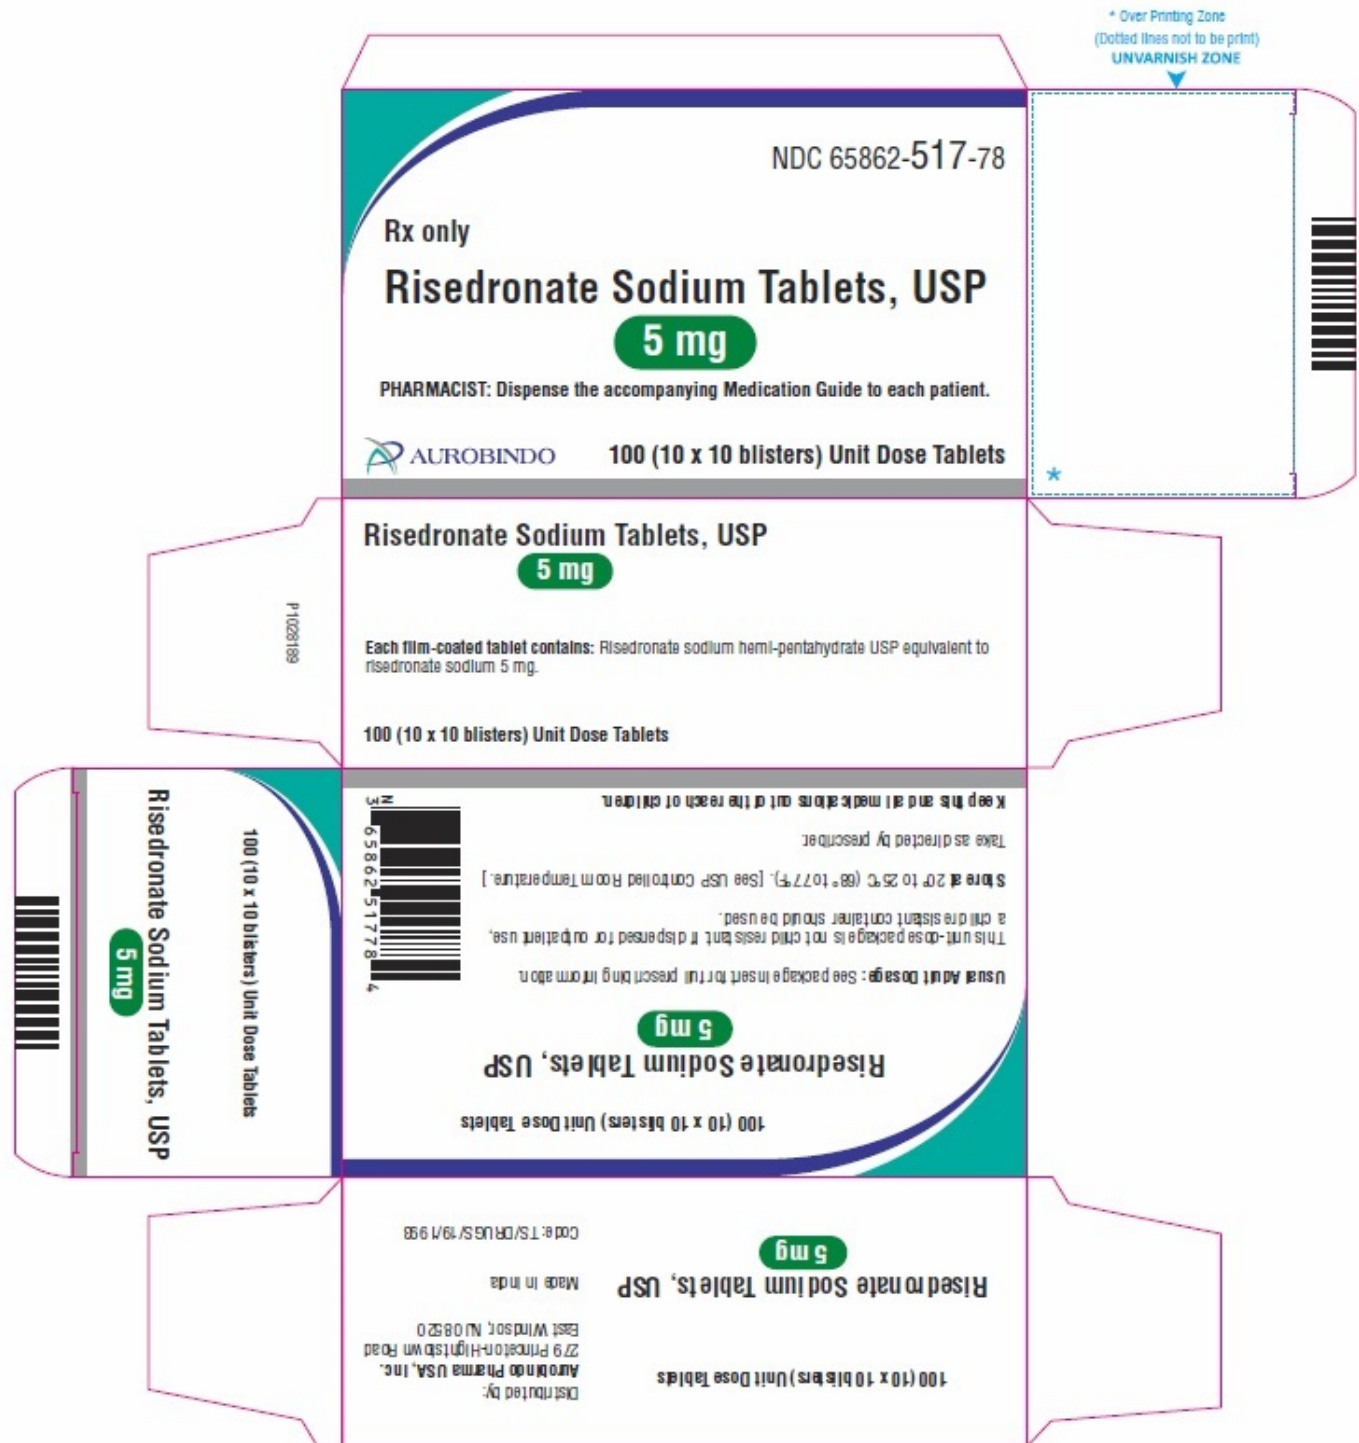 * Over Printing Zone
(Dotted lines not to be print)
UNVARNISH ZONE
NDC 65862-517-78
Rx only
Risedronate Sodium Tablets, USP
5 mg
PHARMACIST: Dispense the accompanying Medication Guide to each patient.
AUROBINDO
100 (10 x 10 blisters) Unit Dose Tablets
*
Risedronate Sodium Tablets, USP
5 mg
Each film-coated tablet contains: Risedronate sodium hemi-pentahydrate USP equivalent to
risedronate sodium 5 mg.
100 (10 x 10 blisters) Unit Dose Tablets
P1028189
Risedronate Sodium Tablets, USP
5 mg
100 (10 x 10 blisters) Unit Dose Tablets
100 (10 x 10 blisters) Unit Dose Tablets
Risedronate Sodium Tablets, USP
5 mg
Usual Adult Dosage: See package insert for full prescribing information.
This unit-dose package is not child resistant. If dispensed for outpatient use,
a child resistant container should be used.
Store at 20° to 25°C (68° to 77°F). [See USP Controlled Room Temperature.]
Take as directed by prescriber.
Keep this and all medications out of the reach of children.
N
3 65862 51778 4
100 (10 x 10 blisters) Unit Dose Tablets
Risedronate Sodium Tablets, USP
5 mg
Distributed by:
Aurobindo Pharma USA, Inc.
279 Princeton-Hightstown Road
East Windsor, NJ 08520
Made in India
Code: TS/DRUGS/19/1993